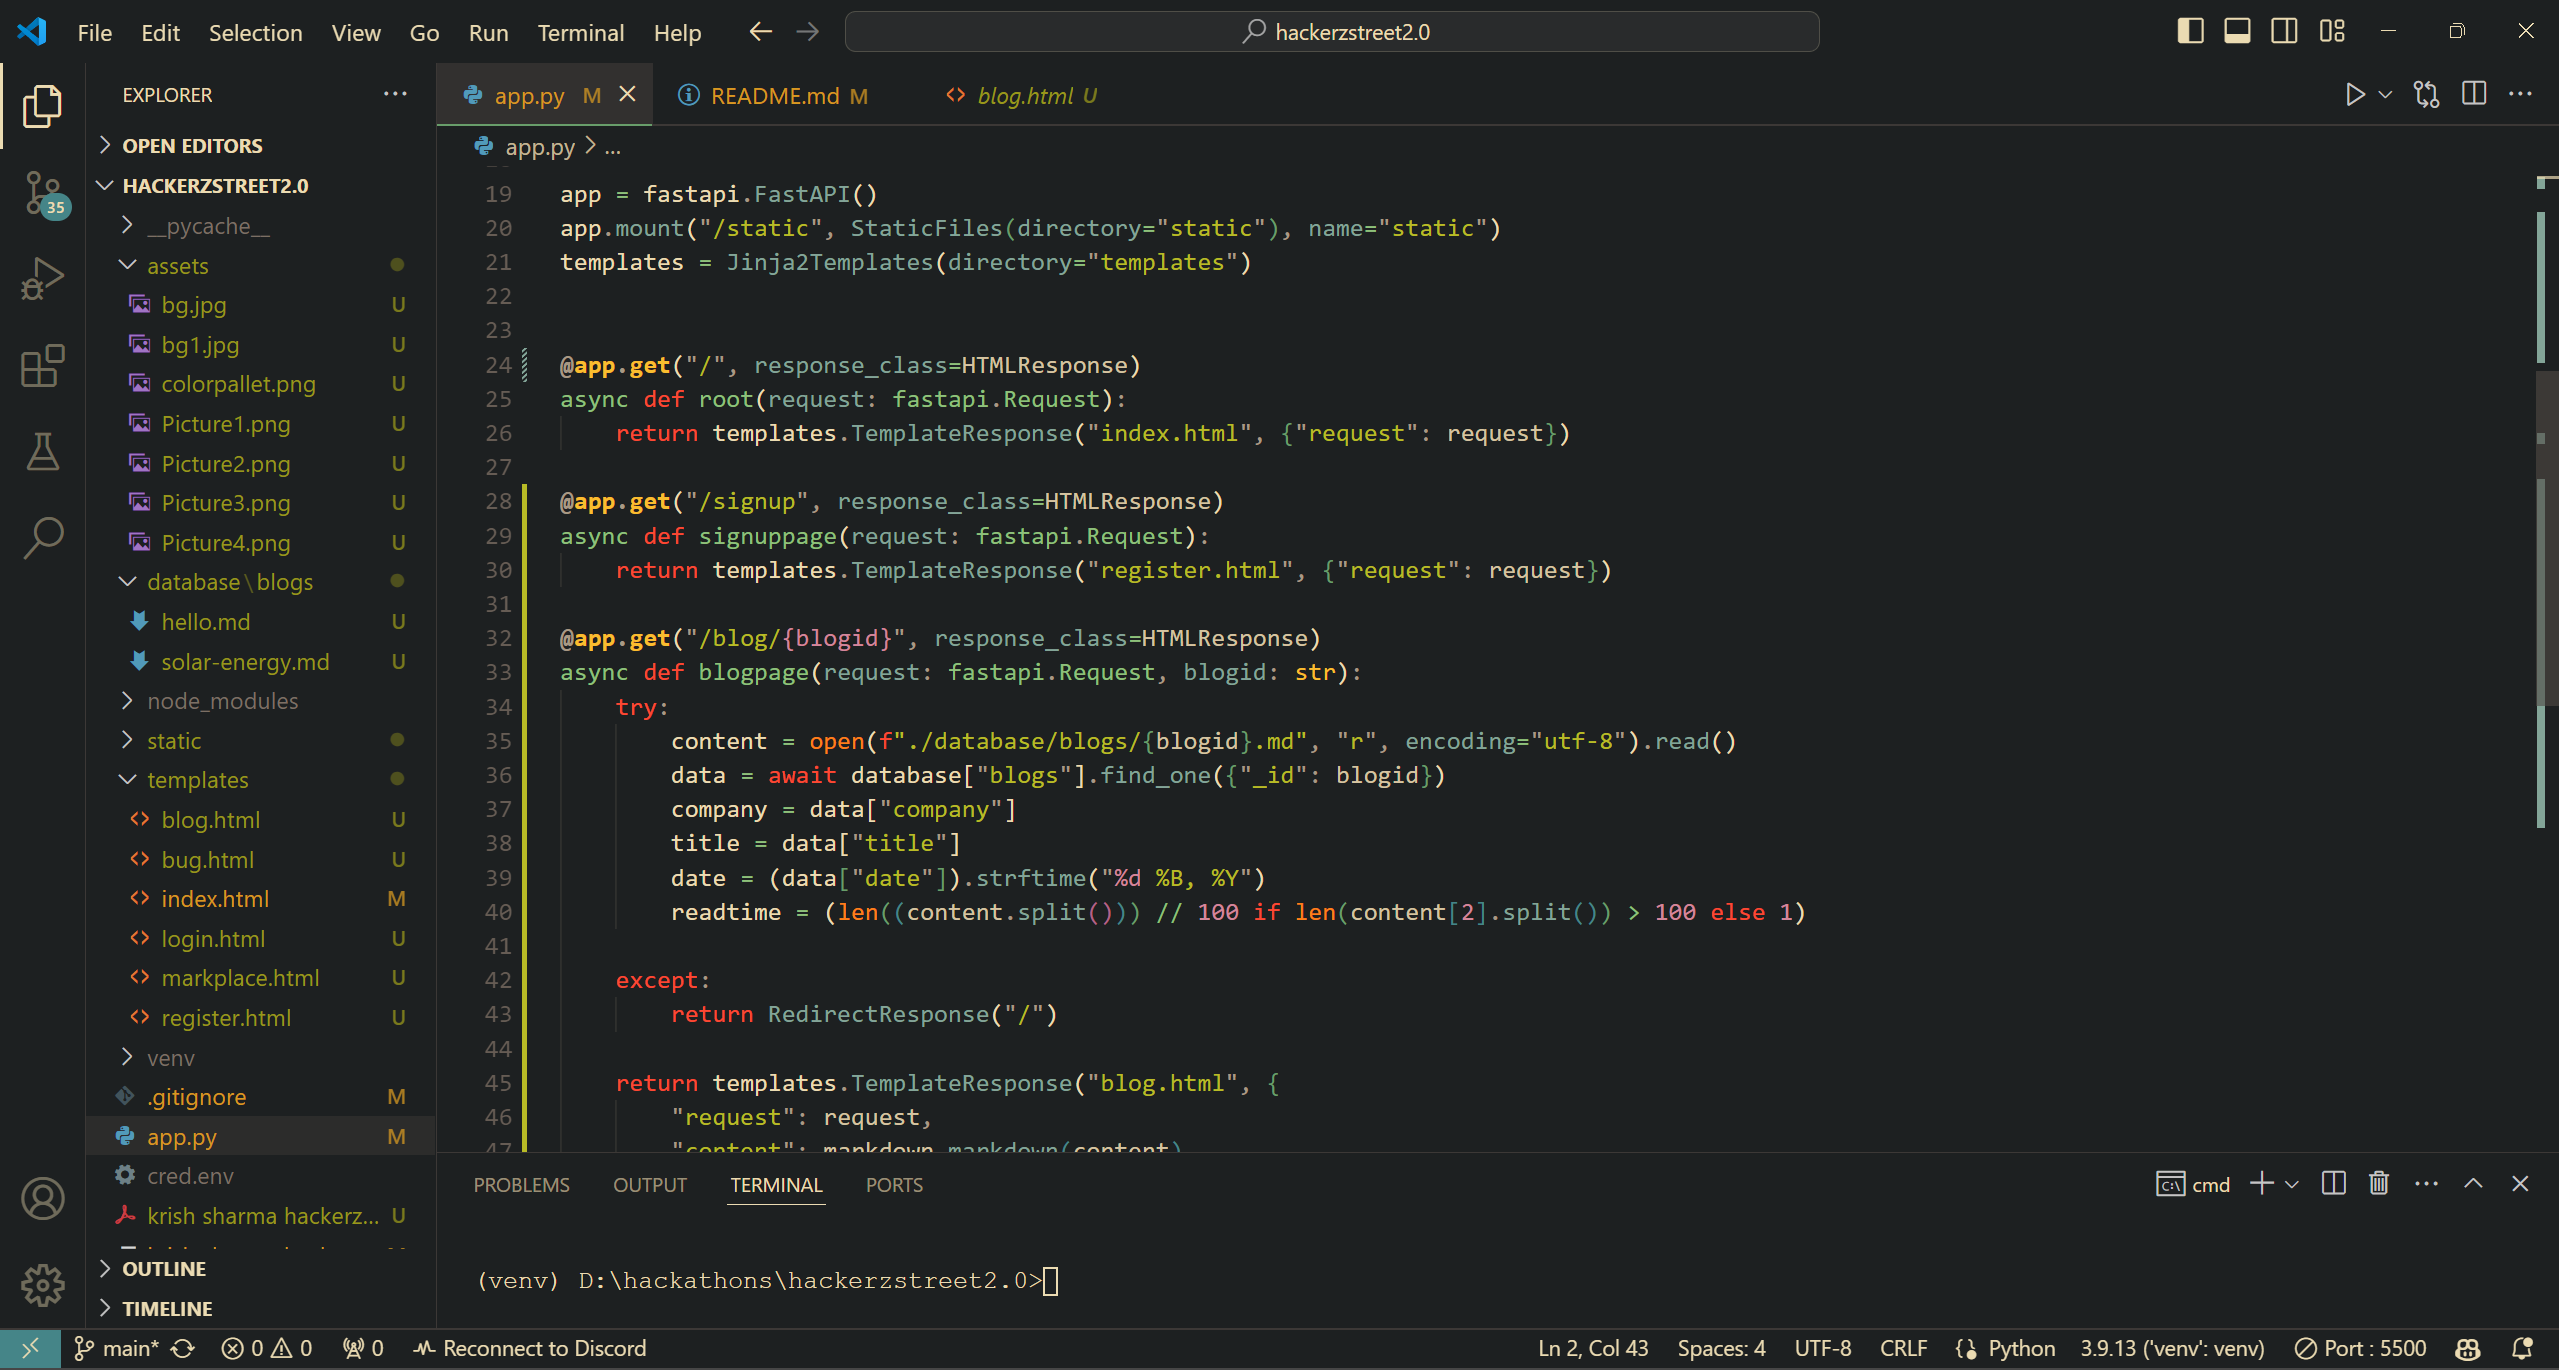 File Edit Selection View Go Run Terminal Help
hackerzstreet2.0
EXPLORER
OPEN EDITORS
HACKERZSTREET2.0
35
__pycache__
assets
bg.jpg U
bg1.jpg U
colorpallet.png U
Picture1.png U
Picture2.png U
Picture3.png U
Picture4.png U
database\blogs
hello.md U
solar-energy.md U
node_modules
static
templates
blog.html U
bug.html U
index.html M
login.html U
markplace.html U
register.html U
venv
.gitignore M
app.py M
cred.env
krish sharma hackerz... U
OUTLINE
TIMELINE
app.py M README.md M blog.html U
app.py > ...
19 app = fastapi.FastAPI()
20 app.mount("/static", StaticFiles(directory="static"), name="static")
21 templates = Jinja2Templates(directory="templates")
22
23
24 @app.get("/", response_class=HTMLResponse)
25 async def root(request: fastapi.Request):
26 return templates.TemplateResponse("index.html", {"request": request})
27
28 @app.get("/signup", response_class=HTMLResponse)
29 async def signuppage(request: fastapi.Request):
30 return templates.TemplateResponse("register.html", {"request": request})
31
32 @app.get("/blog/{blogid}", response_class=HTMLResponse)
33 async def blogpage(request: fastapi.Request, blogid: str):
34 try:
35 content = open(f"./database/blogs/{blogid}.md", "r", encoding="utf-8").read()
36 data = await database["blogs"].find_one({"_id": blogid})
37 company = data["company"]
38 title = data["title"]
39 date = (data["date"]).strftime("%d %B, %Y")
40 readtime = (len((content.split())) // 100 if len(content[2].split()) > 100 else 1)
41
42 except:
43 return RedirectResponse("/")
44
45 return templates.TemplateResponse("blog.html", {
46 "request": request,
47 "content": markdown.markdown(content)
PROBLEMS OUTPUT TERMINAL PORTS
cmd
(venv) D:\hackathons\hackerzstreet2.0>
main* 0 0 0 Reconnect to Discord
Ln 2, Col 43 Spaces: 4 UTF-8 CRLF Python 3.9.13 ('venv': venv) Port : 5500